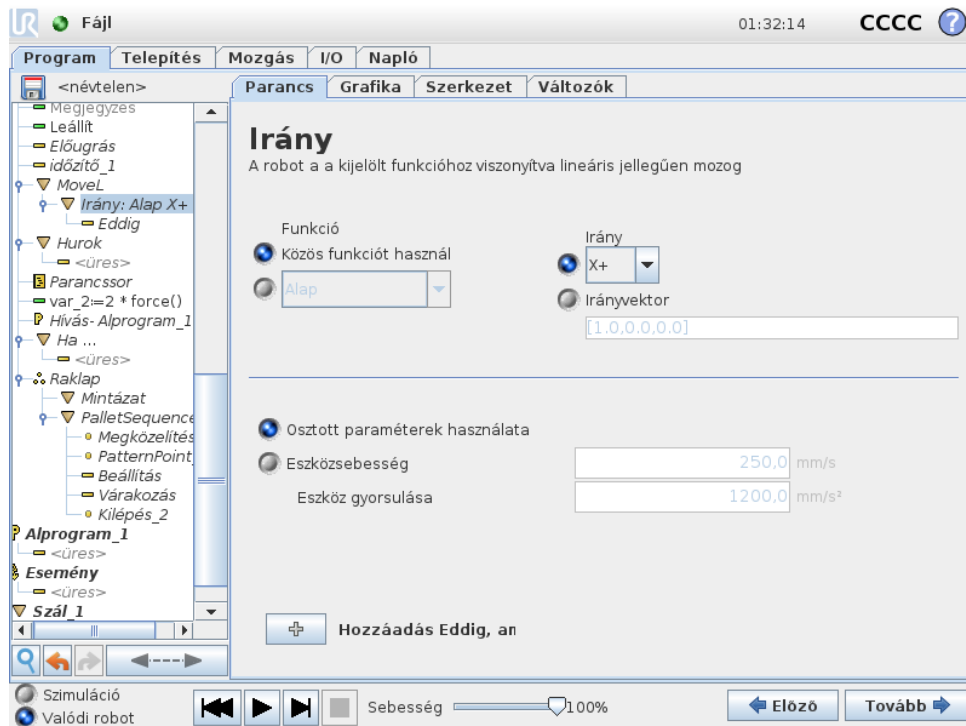 Fájl
01:32:14
CCCC
?
Program Telepítés Mozgás I/O Napló
<névtelen>
Parancs Grafika Szerkezet Változók
Megjegyzés
Leállít
Előugrás
időzítő_1
MoveL
Irány: Alap X+
Eddig
Hurok
<üres>
Parancssor
var_2:=2 * force()
Hívás- Alprogram_1
Ha ...
<üres>
Raklap
Mintázat
PalletSequence
Megközelítés
PatternPoint
Beállítás
Várakozás
Kilépés_2
Alprogram_1
<üres>
Esemény
<üres>
Szál_1
Irány
A robot a a kijelölt funkcióhoz viszonyítva lineáris jellegűen mozog
Funkció
Közös funkciót használ
Alap
Irány
X+
Irányvektor
[1.0,0.0,0.0]
Osztott paraméterek használata
Eszközsebesség
250,0 mm/s
Eszköz gyorsulása
1200,0 mm/s²
Hozzáadás Eddig, an
Szimuláció
Valódi robot
Sebesség
100%
Előző
Tovább